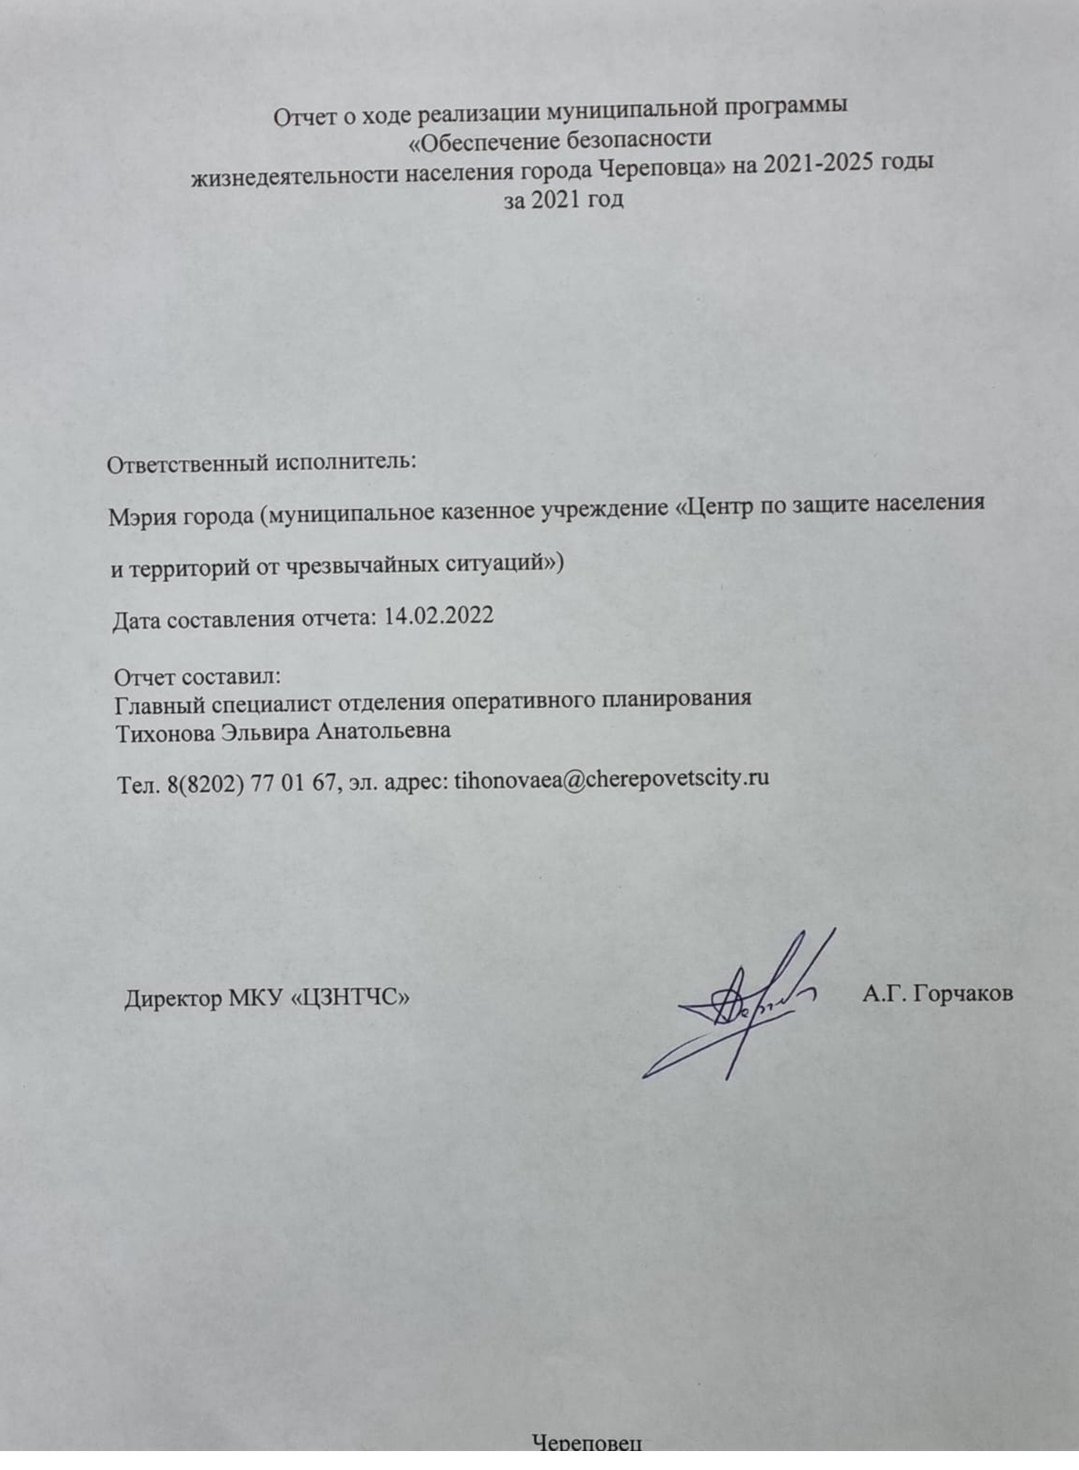 Отчет о ходе реализации муниципальной программы
«Обеспечение безопасности
жизнедеятельности населения города Череповца» на 2021-2025 годы
за 2021 год
Ответственный исполнитель:
Мэрия города (муниципальное казенное учреждение «Центр по защите населения
и территорий от чрезвычайных ситуаций»)
Дата составления отчета: 14.02.2022
Отчет составил:
Главный специалист отделения оперативного планирования
Тихонова Эльвира Анатольевна
Тел. 8(8202) 77 01 67, эл. адрес: tihonovaea@cherepovetscity.ru
Директор МКУ «ЦЗНТЧС» А.Г. Горчаков
Череповец